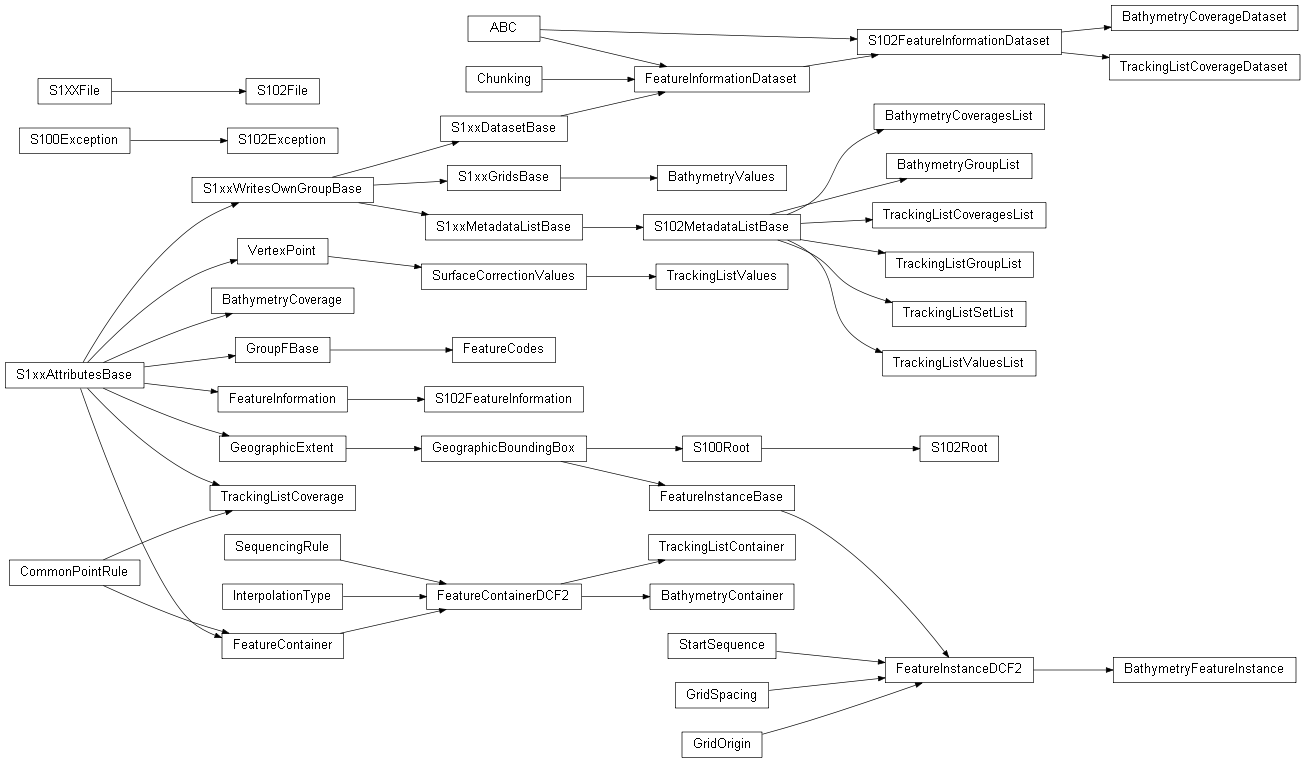 ABC
BathymetryCoverageDataset
S102FeatureInformationDataset
TrackingListCoverageDataset
Chunking
FeatureInformationDataset
S1XXFile
S102File
S1xxDatasetBase
BathymetryCoveragesList
S100Exception
S102Exception
BathymetryGroupList
S1xxWritesOwnGroupBase
S1xxGridsBase
BathymetryValues
TrackingListCoveragesList
S1xxMetadataListBase
S102MetadataListBase
VertexPoint
TrackingListGroupList
SurfaceCorrectionValues
TrackingListValues
BathymetryCoverage
TrackingListSetList
GroupFBase
FeatureCodes
TrackingListValuesList
S1xxAttributesBase
FeatureInformation
S102FeatureInformation
GeographicExtent
GeographicBoundingBox
S100Root
S102Root
TrackingListCoverage
FeatureInstanceBase
SequencingRule
TrackingListContainer
CommonPointRule
InterpolationType
FeatureContainerDCF2
BathymetryContainer
FeatureContainer
StartSequence
FeatureInstanceDCF2
BathymetryFeatureInstance
GridSpacing
GridOrigin